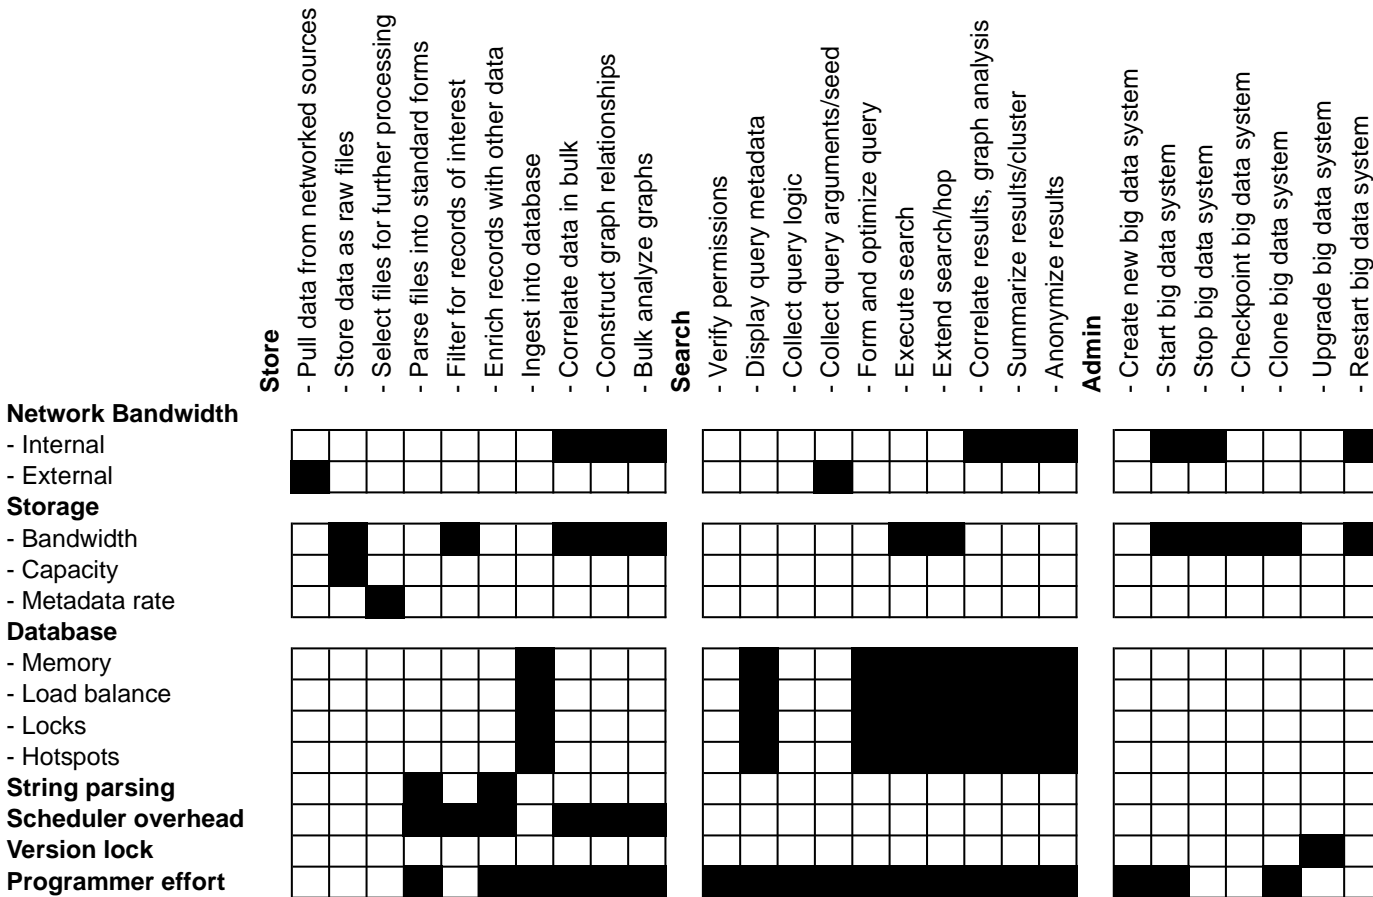 Store
- Pull data from networked sources
- Store data as raw files
- Select files for further processing
- Parse files into standard forms
- Filter for records of interest
- Enrich records with other data
- Ingest into database
- Correlate data in bulk
- Construct graph relationships
- Bulk analyze graphs
Search
- Verify permissions
- Display query metadata
- Collect query logic
- Collect query arguments/seed
- Form and optimize query
- Execute search
- Extend search/hop
- Correlate results, graph analysis
- Summarize results/cluster
- Anonymize results
Admin
- Create new big data system
- Start big data system
- Stop big data system
- Checkpoint big data system
- Clone big data system
- Upgrade big data system
- Restart big data system
Network Bandwidth
- Internal
- External
Storage
- Bandwidth
- Capacity
- Metadata rate
Database
- Memory
- Load balance
- Locks
- Hotspots
String parsing
Scheduler overhead
Version lock
Programmer effort